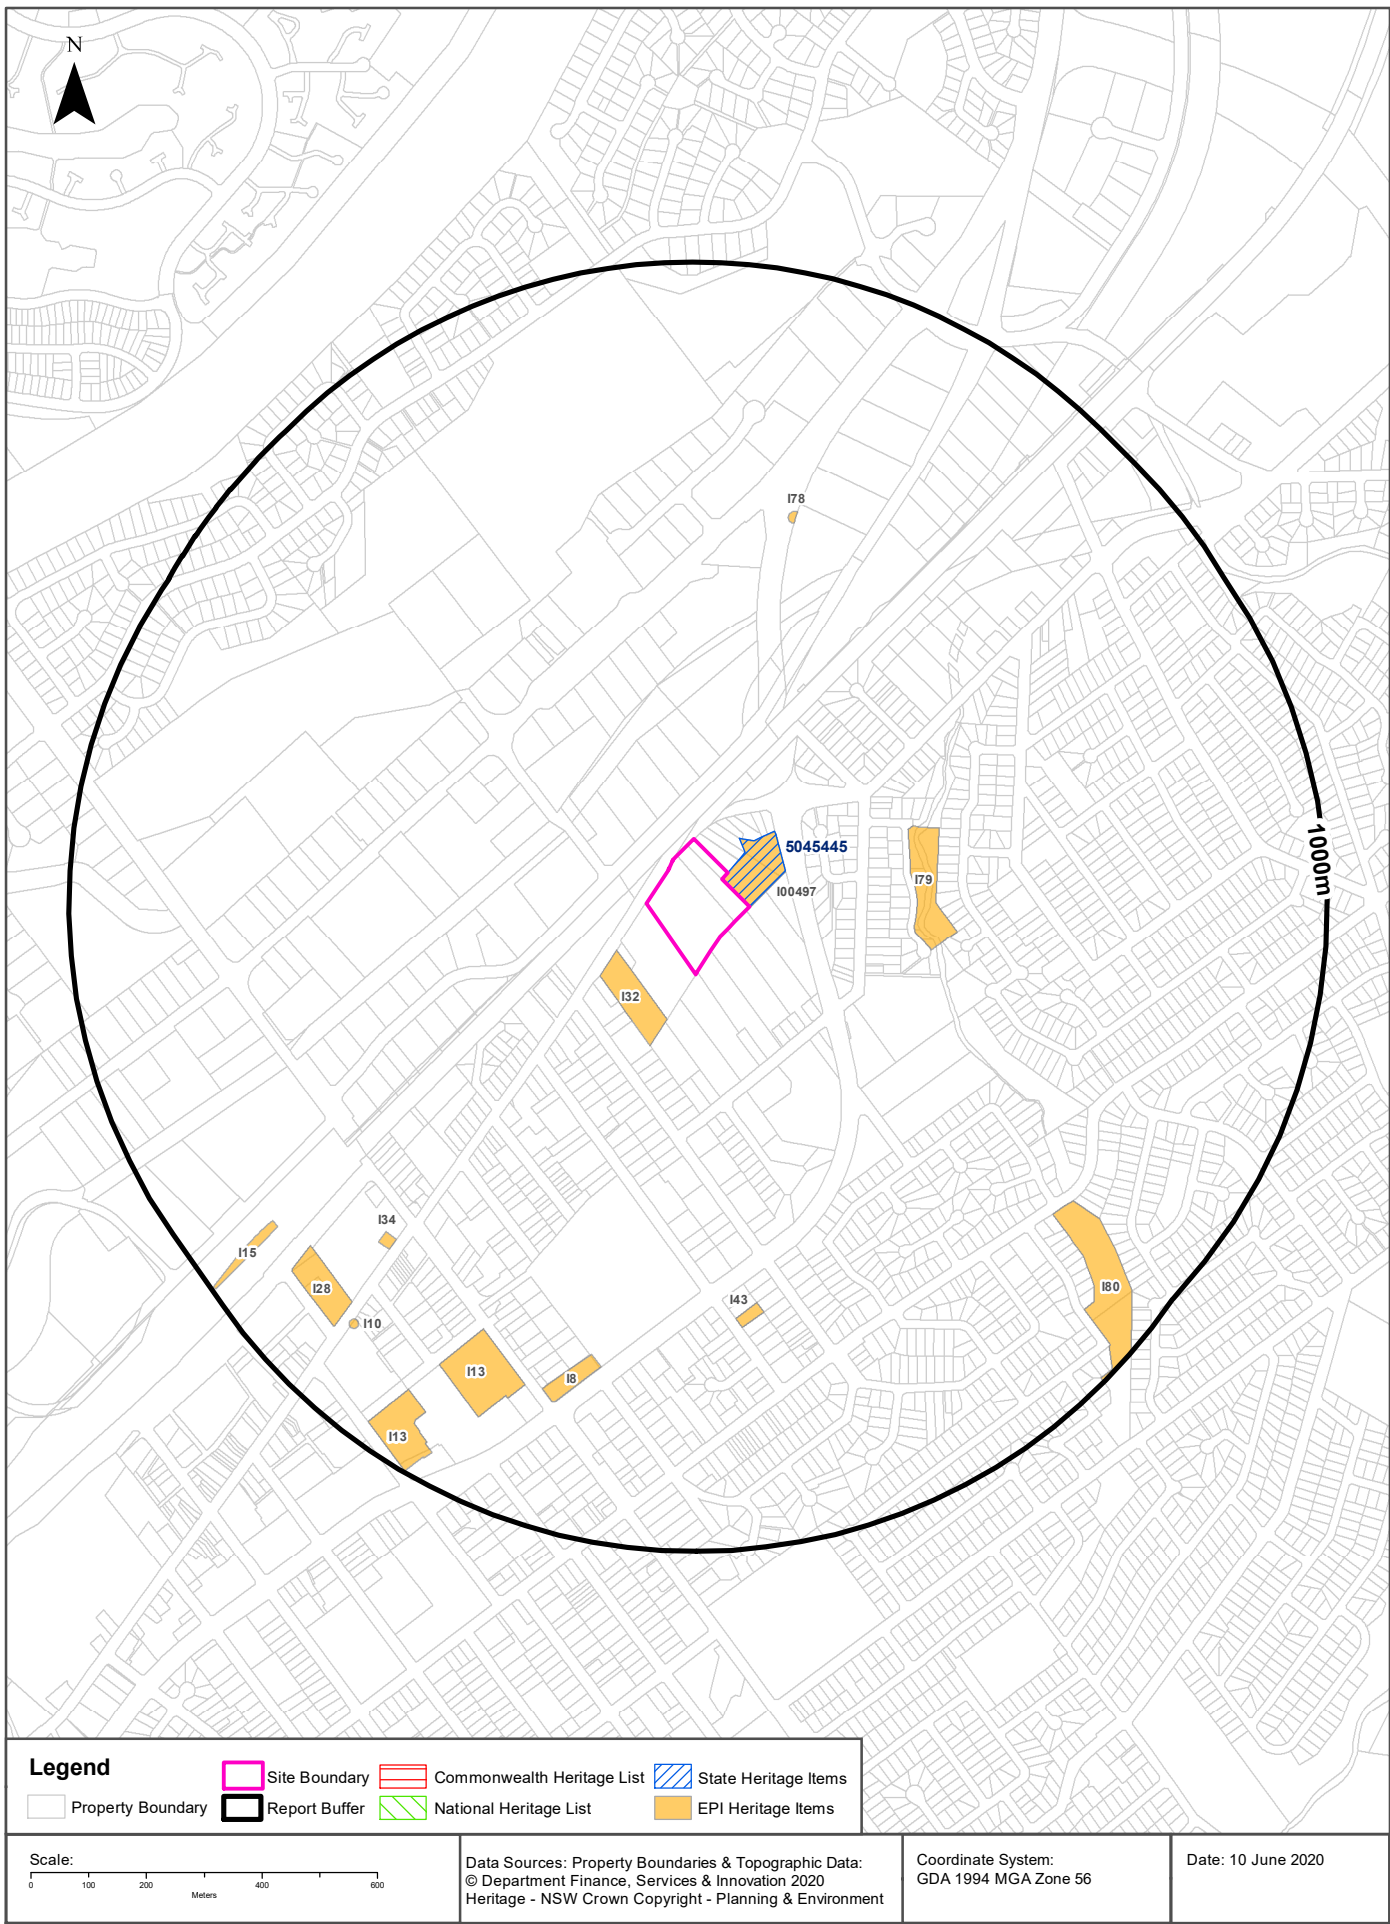 N
I78
1000m
5045445
I00497
I79
I32
I34
I15
I28
I10
I43
I80
I13
I8
I13
Legend
Site Boundary
Commonwealth Heritage List
State Heritage Items
Property Boundary
Report Buffer
National Heritage List
EPI Heritage Items
Scale:
0 100 200 400 600
Meters
Data Sources: Property Boundaries & Topographic Data:
© Department Finance, Services & Innovation 2020
Heritage - NSW Crown Copyright - Planning & Environment
Coordinate System:
GDA 1994 MGA Zone 56
Date: 10 June 2020